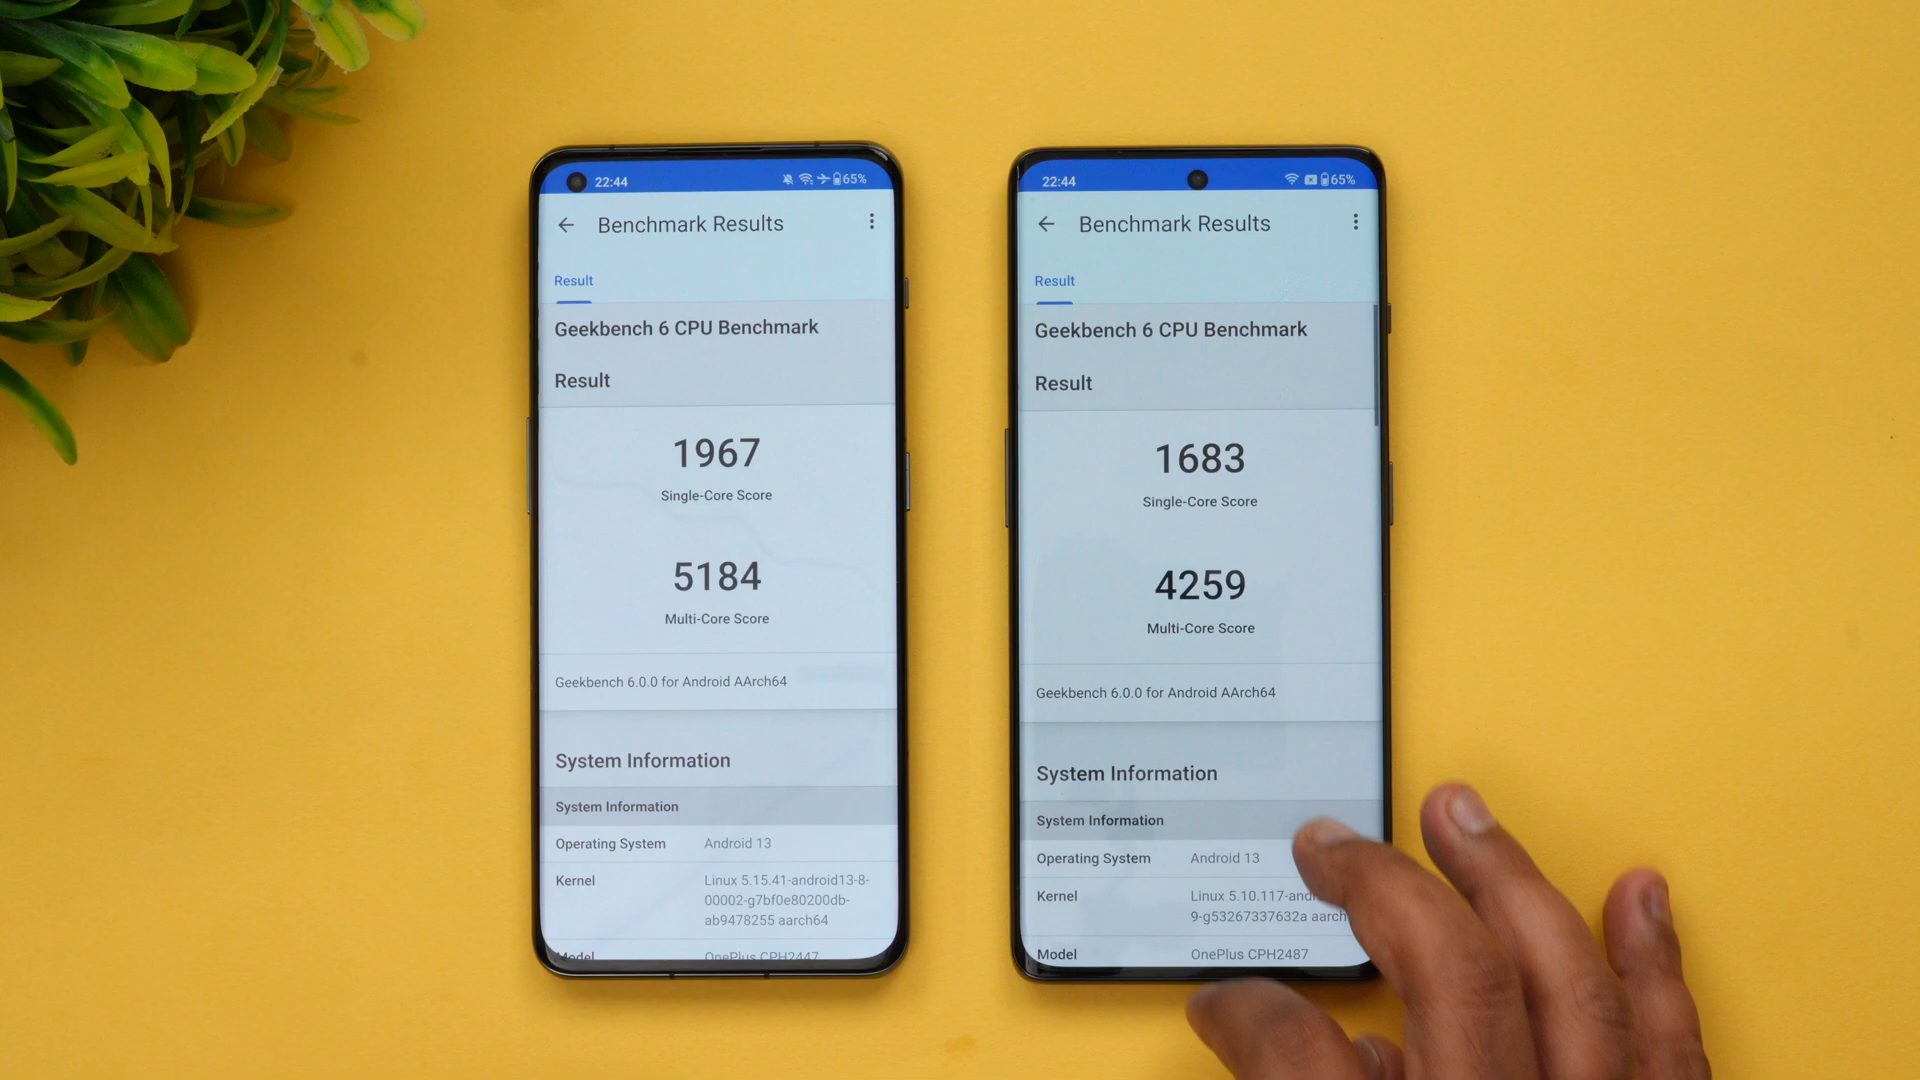 22:44
65%
Benchmark Results
Result
Geekbench 6 CPU Benchmark
Result
1967
Single-Core Score
5184
Multi-Core Score
Geekbench 6.0.0 for Android AArch64
System Information
System Information
Operating System Android 13
Kernel Linux 5.15.41-android13-8-
00002-g7bf0e80200db-
ab9478255 aarch64
Model OnePlus CPH2447
22:44
65%
Benchmark Results
Result
Geekbench 6 CPU Benchmark
Result
1683
Single-Core Score
4259
Multi-Core Score
Geekbench 6.0.0 for Android AArch64
System Information
System Information
Operating System Android 13
Kernel Linux 5.10.117-and
9-g53267337632a aarch
Model OnePlus CPH2487